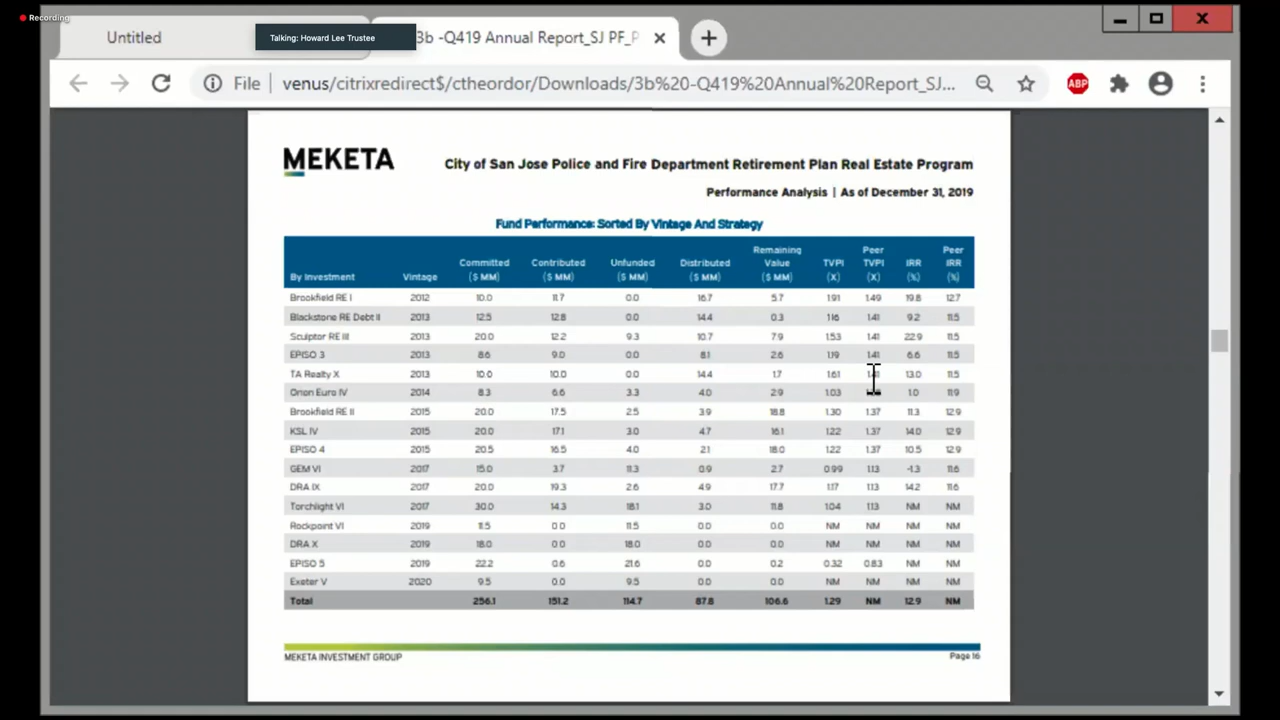 Recording
Untitled
Talking: Howard Lee Trustee
3b -Q419 Annual Report_SJ PF_P
File venus/citrixredirect$/ctheordor/Downloads/3b%20-Q419%20Annual%20Report_SJ...
ABP
MEKETA
City of San Jose Police and Fire Department Retirement Plan Real Estate Program
Performance Analysis | As of December 31, 2019
Fund Performance: Sorted By Vintage And Strategy
By Investment Vintage Committed ($ MM) Contributed ($ MM) Unfunded ($ MM) Distributed ($ MM) Remaining Value ($ MM) TVPI (X) Peer TVPI (X) IRR (%) Peer IRR (%)
Brookfield RE I 2012 10.0 11.7 0.0 16.7 5.7 1.91 1.49 19.8 12.7
Blackstone RE Debt II 2013 12.5 12.8 0.0 14.4 0.3 1.16 1.41 9.2 11.5
Sculptor RE III 2013 20.0 12.2 9.3 10.7 7.9 1.53 1.41 22.9 11.5
EPISO 3 2013 8.6 9.0 0.0 8.1 2.6 1.19 1.41 6.6 11.5
TA Realty X 2013 10.0 10.0 0.0 14.4 1.7 1.61 13.0 11.5
Orion Euro IV 2014 8.3 6.6 3.3 4.0 2.9 1.03 1.0 11.9
Brookfield RE II 2015 20.0 17.5 2.5 3.9 18.8 1.30 1.37 11.3 12.9
KSL IV 2015 20.0 17.1 3.0 4.7 16.1 1.22 1.37 14.0 12.9
EPISO 4 2015 20.5 16.5 4.0 2.1 18.0 1.22 1.37 10.5 12.9
GEM VI 2017 15.0 3.7 11.3 0.9 2.7 0.99 1.13 -1.3 11.6
DRA IX 2017 20.0 19.3 2.6 4.9 17.7 1.17 1.13 14.2 11.6
Torchlight VI 2017 30.0 14.3 18.1 3.0 11.8 1.04 1.13 NM NM
Rockpoint VI 2019 11.5 0.0 11.5 0.0 0.0 NM NM NM NM
DRA X 2019 18.0 0.0 18.0 0.0 0.0 NM NM NM NM
EPISO 5 2019 22.2 0.6 21.6 0.0 0.2 0.32 0.83 NM NM
Exeter V 2020 9.5 0.0 9.5 0.0 0.0 NM NM NM NM
Total 256.1 151.2 114.7 87.8 106.6 1.29 NM 12.9 NM
MEKETA INVESTMENT GROUP
Page 16